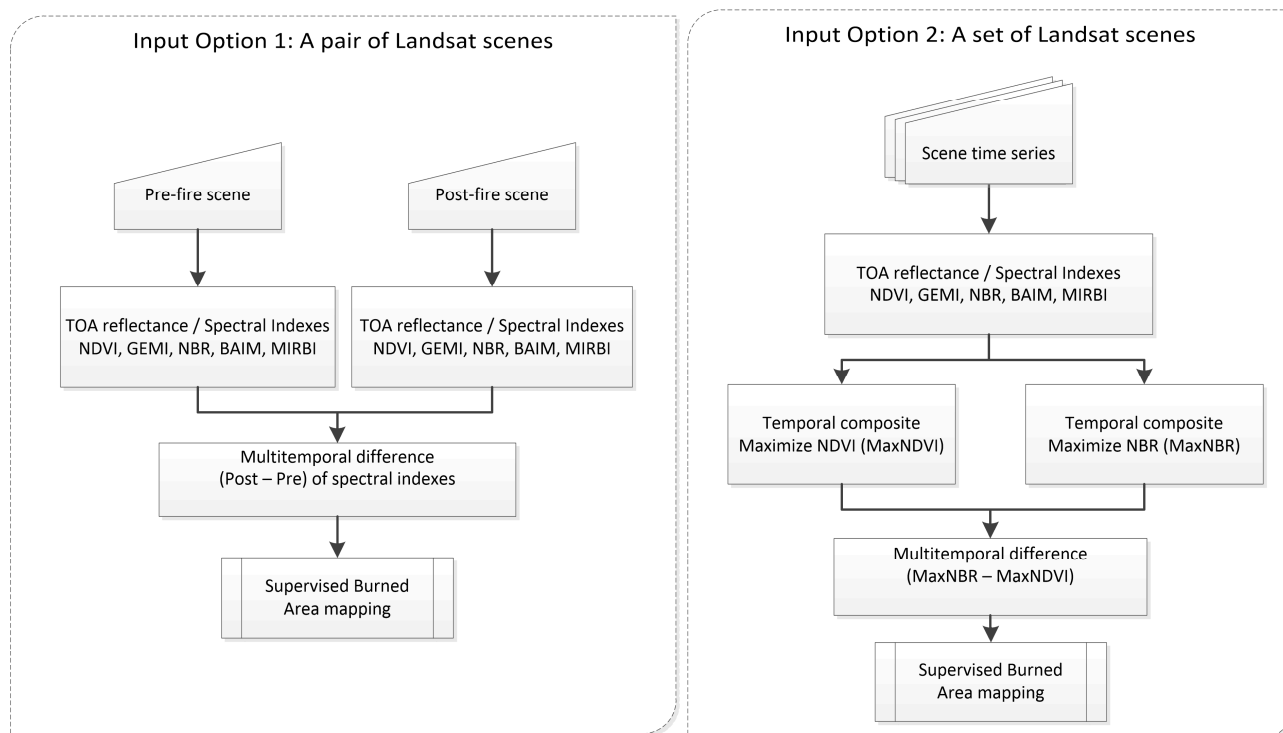 Input Option 1: A pair of Landsat scenes
Pre-fire scene
Post-fire scene
TOA reflectance / Spectral Indexes
NDVI, GEMI, NBR, BAIM, MIRBI
TOA reflectance / Spectral Indexes
NDVI, GEMI, NBR, BAIM, MIRBI
Multitemporal difference
(Post – Pre) of spectral indexes
Supervised Burned
Area mapping
Input Option 2: A set of Landsat scenes
Scene time series
TOA reflectance / Spectral Indexes
NDVI, GEMI, NBR, BAIM, MIRBI
Temporal composite
Maximize NDVI (MaxNDVI)
Temporal composite
Maximize NBR (MaxNBR)
Multitemporal difference
(MaxNBR – MaxNDVI)
Supervised Burned
Area mapping